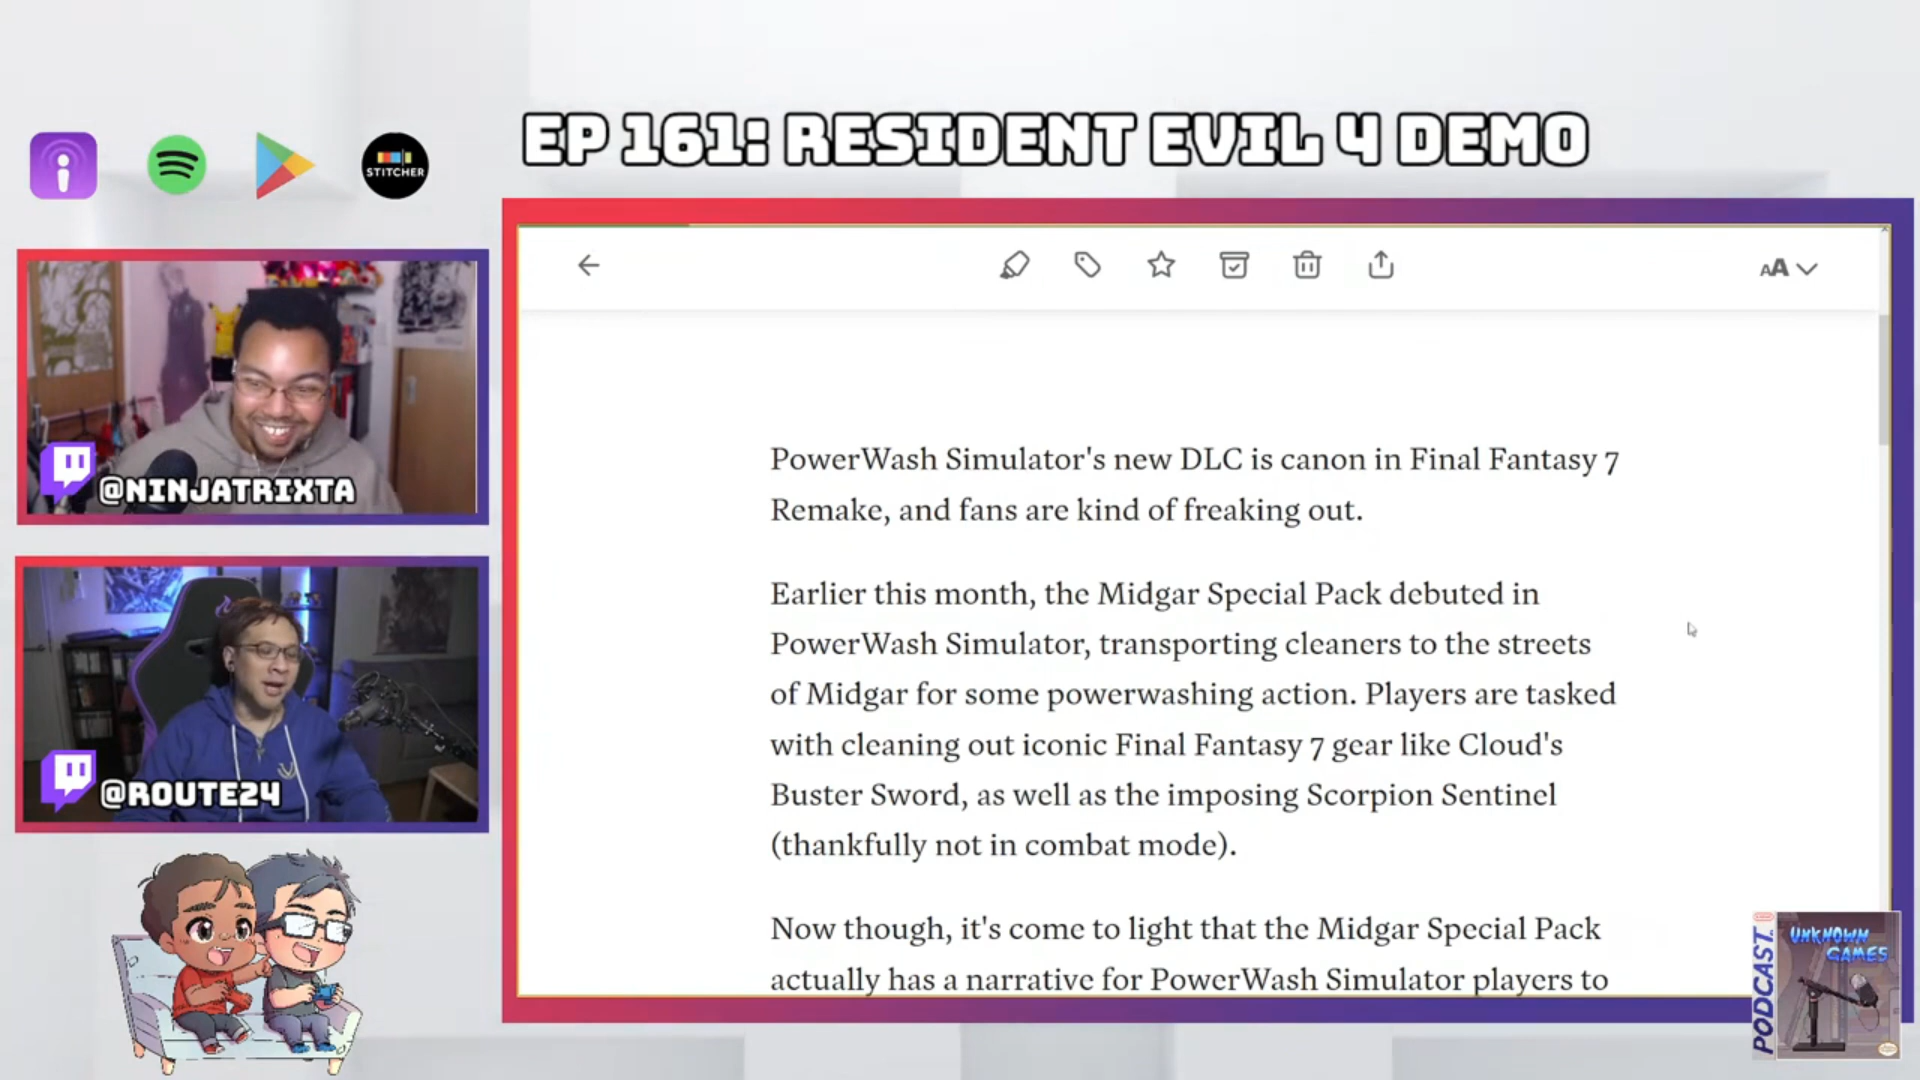 EP 161: RESIDENT EVIL 4 DEMO
STITCHER
@NINJATRIXTA
@ROUTE24
AA
PowerWash Simulator's new DLC is canon in Final Fantasy 7
Remake, and fans are kind of freaking out.
Earlier this month, the Midgar Special Pack debuted in
PowerWash Simulator, transporting cleaners to the streets
of Midgar for some powerwashing action. Players are tasked
with cleaning out iconic Final Fantasy 7 gear like Cloud's
Buster Sword, as well as the imposing Scorpion Sentinel
(thankfully not in combat mode).
Now though, it's come to light that the Midgar Special Pack
actually has a narrative for PowerWash Simulator players to
PODCAST
UNKNOWN
GAMES